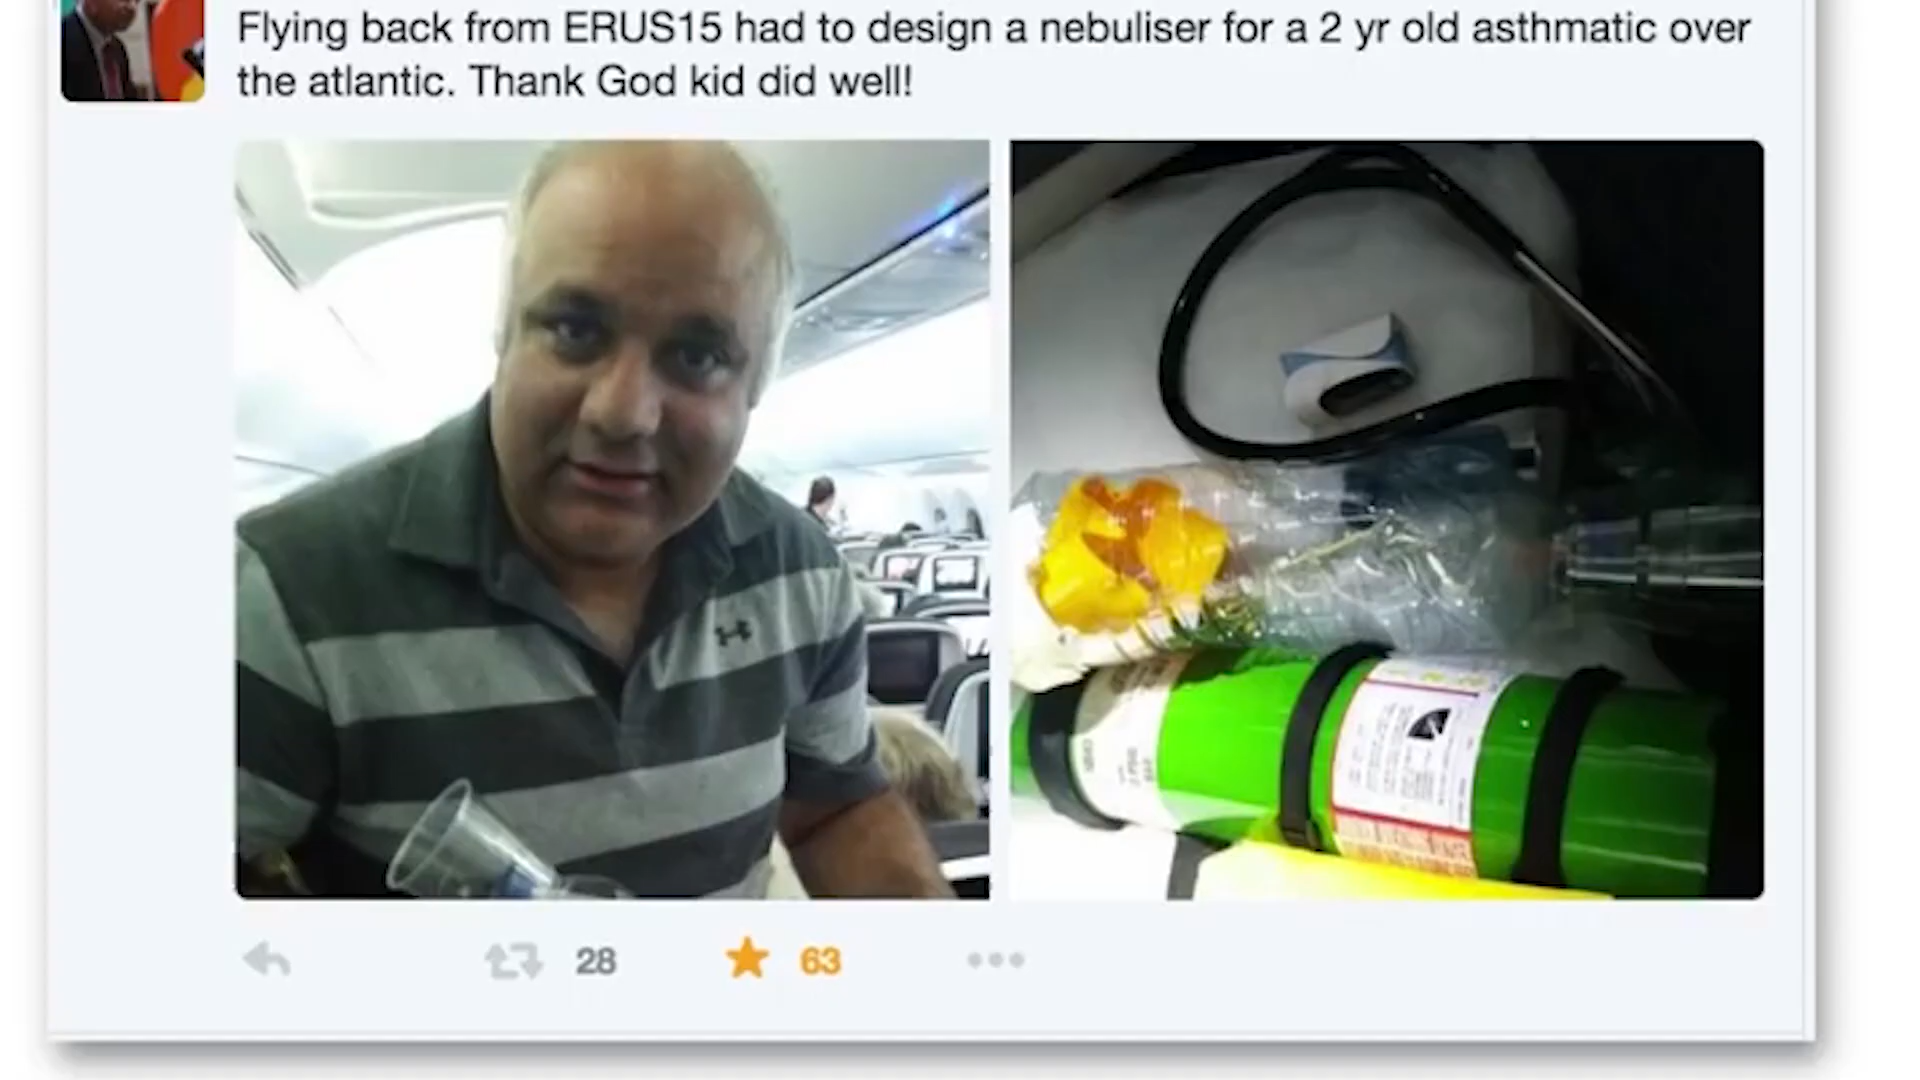 Flying back from ERUS15 had to design a nebuliser for a 2 yr old asthmatic over
the atlantic. Thank God kid did well!
28
63